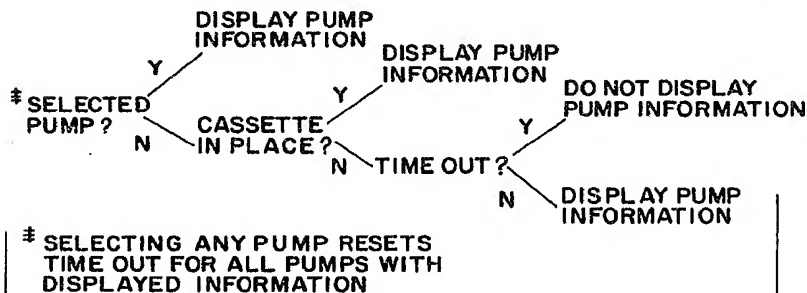 DISPLAY PUMP
INFORMATION
Y
DISPLAY PUMP
INFORMATION
Y
DO NOT DISPLAY
PUMP INFORMATION
‡ SELECTED
PUMP?
N
CASSETTE
IN PLACE?
Y
N
TIME OUT?
N
DISPLAY PUMP
INFORMATION
‡ SELECTING ANY PUMP RESETS
TIME OUT FOR ALL PUMPS WITH
DISPLAYED INFORMATION